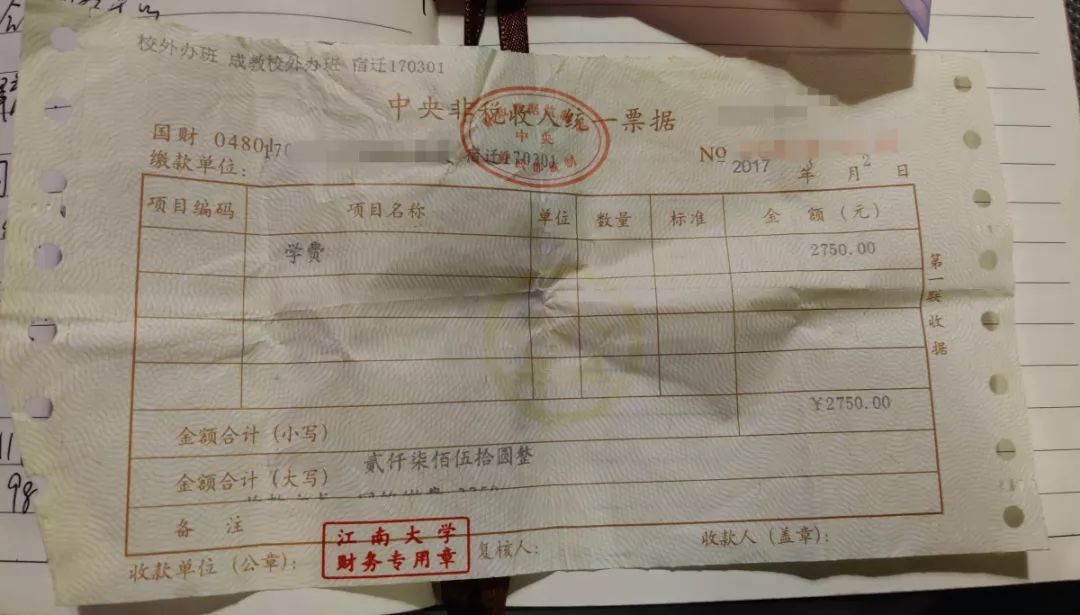 校外办班 成教校外办班 宿迁170301
中央非税收入统一票据
国财 0480
宿迁170301
No
缴款单位:
2017 年 月 2 日
项目编码 项目名称 单位 数量 标准 金 额(元)
学费 2750.00
第一联 收据
金额合计(小写) ¥2750.00
金额合计(大写) 贰仟柒佰伍拾圆整
备 注
江南大学
财务专用章
收款单位(公章): 复核人: 收款人(盖章):
98